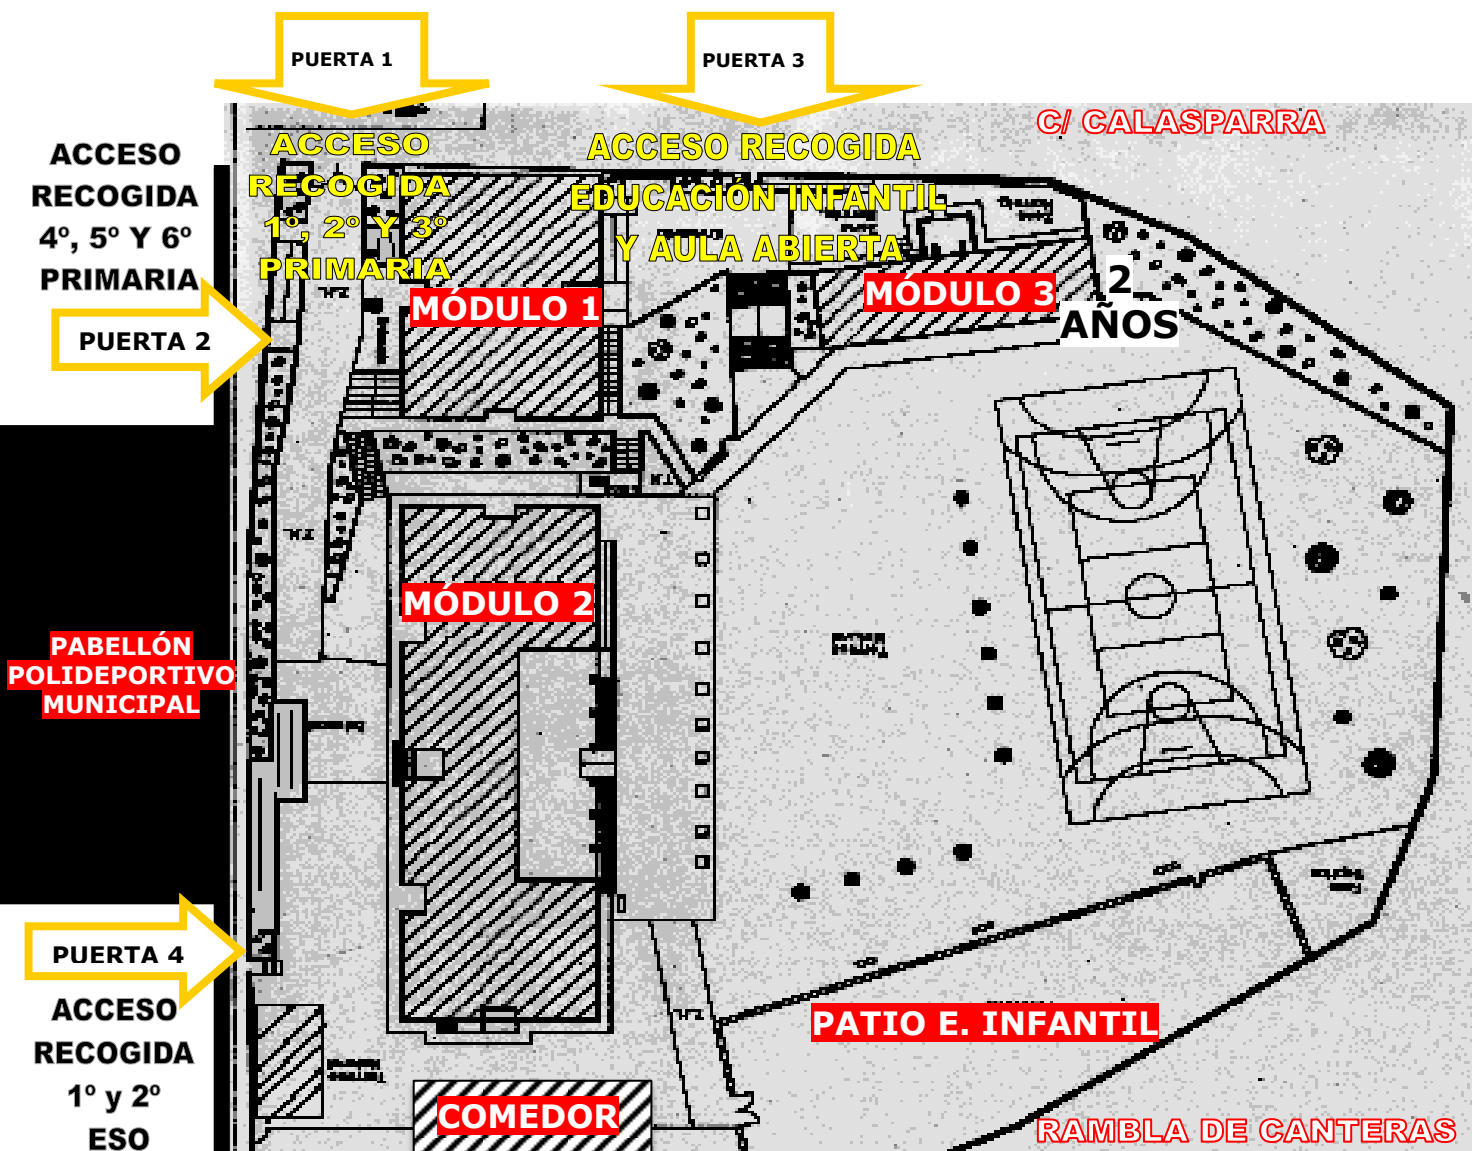 PUERTA 1
PUERTA 3
C/ CALASPARRA
ACCESO
RECOGIDA
4º, 5º Y 6º
PRIMARIA
ACCESO
RECOGIDA
1º, 2º Y 3º
PRIMARIA
ACCESO RECOGIDA
EDUCACIÓN INFANTIL
Y AULA ABIERTA
MÓDULO 1
MÓDULO 3
2
AÑOS
PUERTA 2
MÓDULO 2
PABELLÓN
POLIDEPORTIVO
MUNICIPAL
PUERTA 4
ACCESO
RECOGIDA
1º y 2º
ESO
PATIO E. INFANTIL
COMEDOR
RAMBLA DE CANTERAS